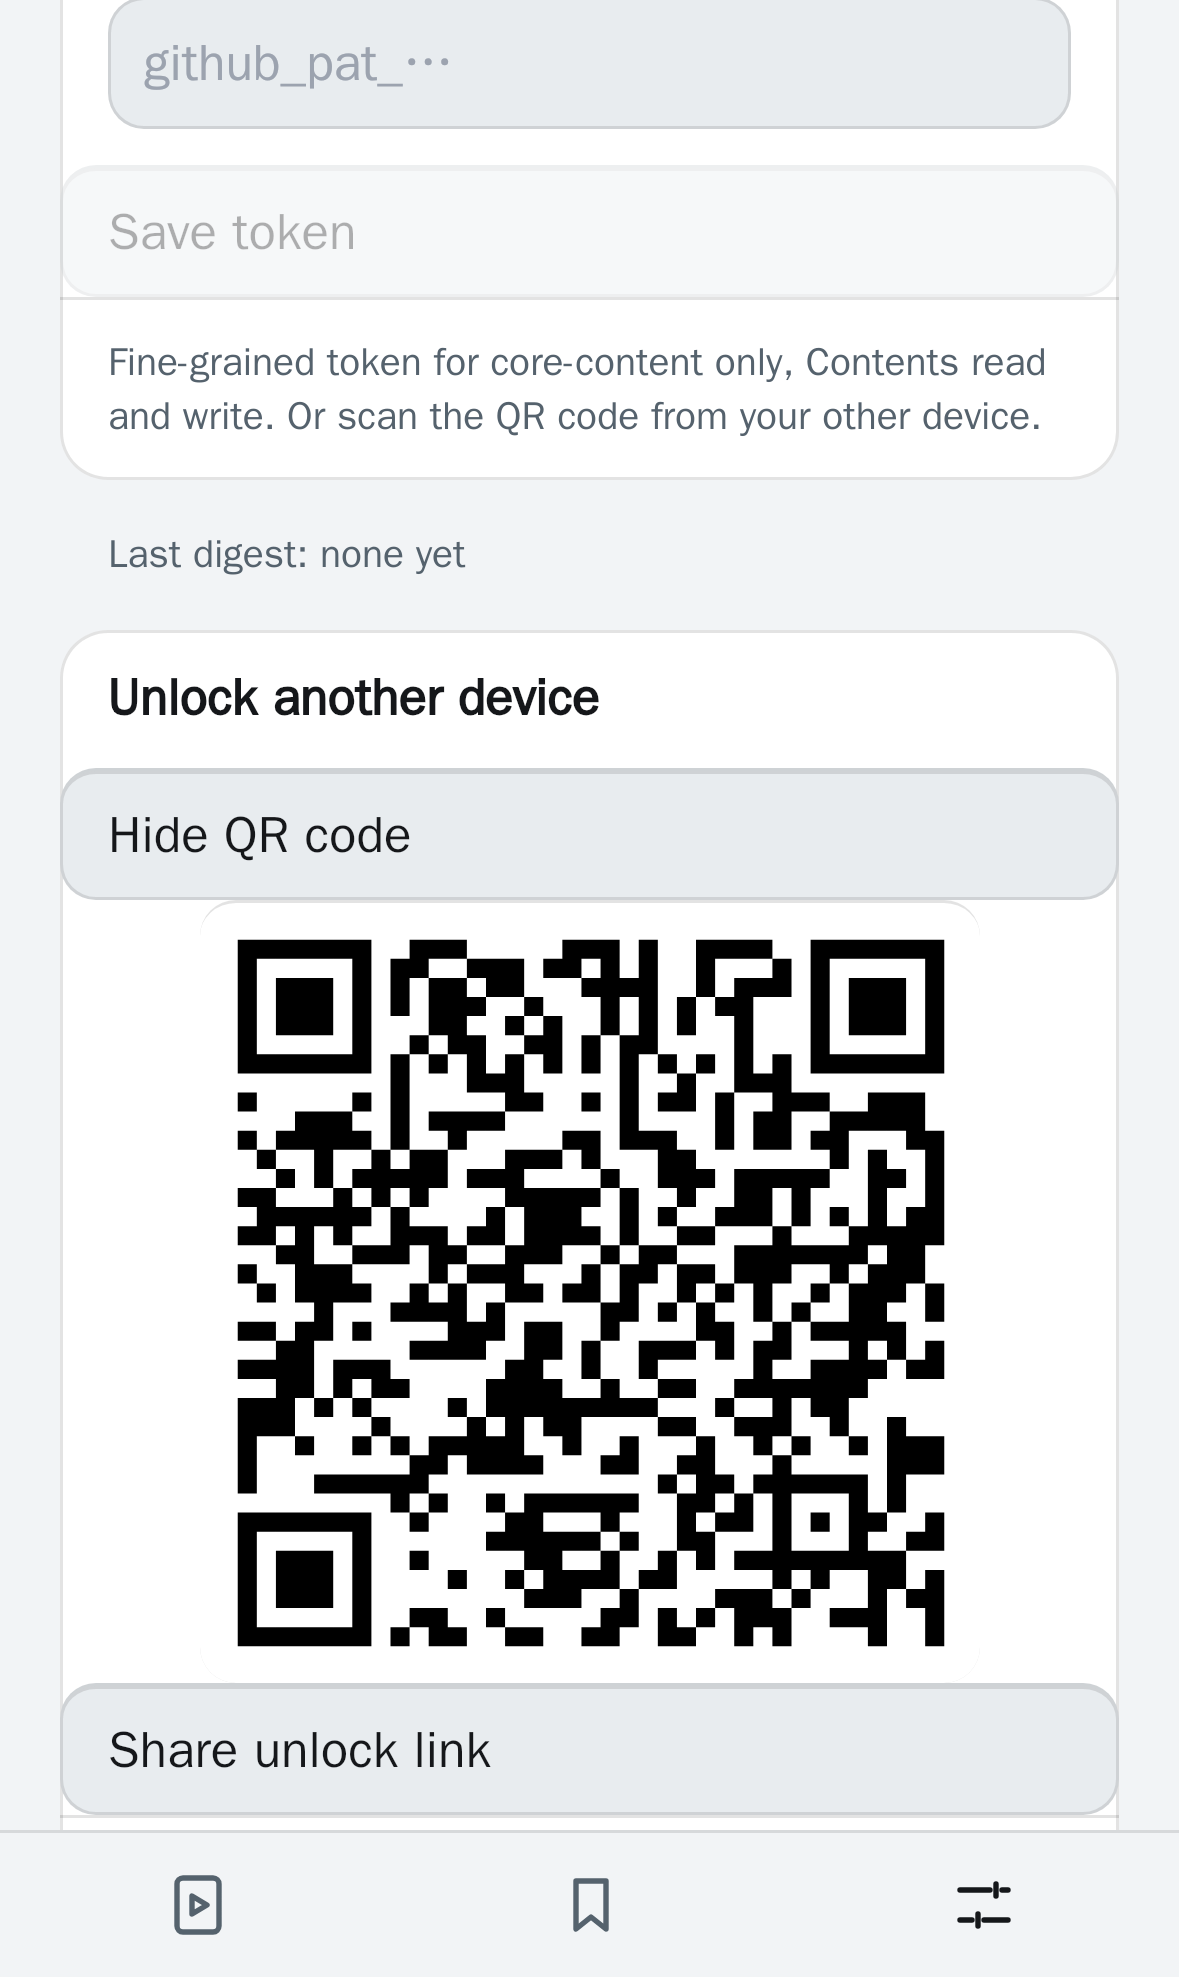 github_pat_···
Save token
Fine-grained token for core-content only, Contents read
and write. Or scan the QR code from your other device.
Last digest: none yet
Unlock another device
Hide QR code
Share unlock link